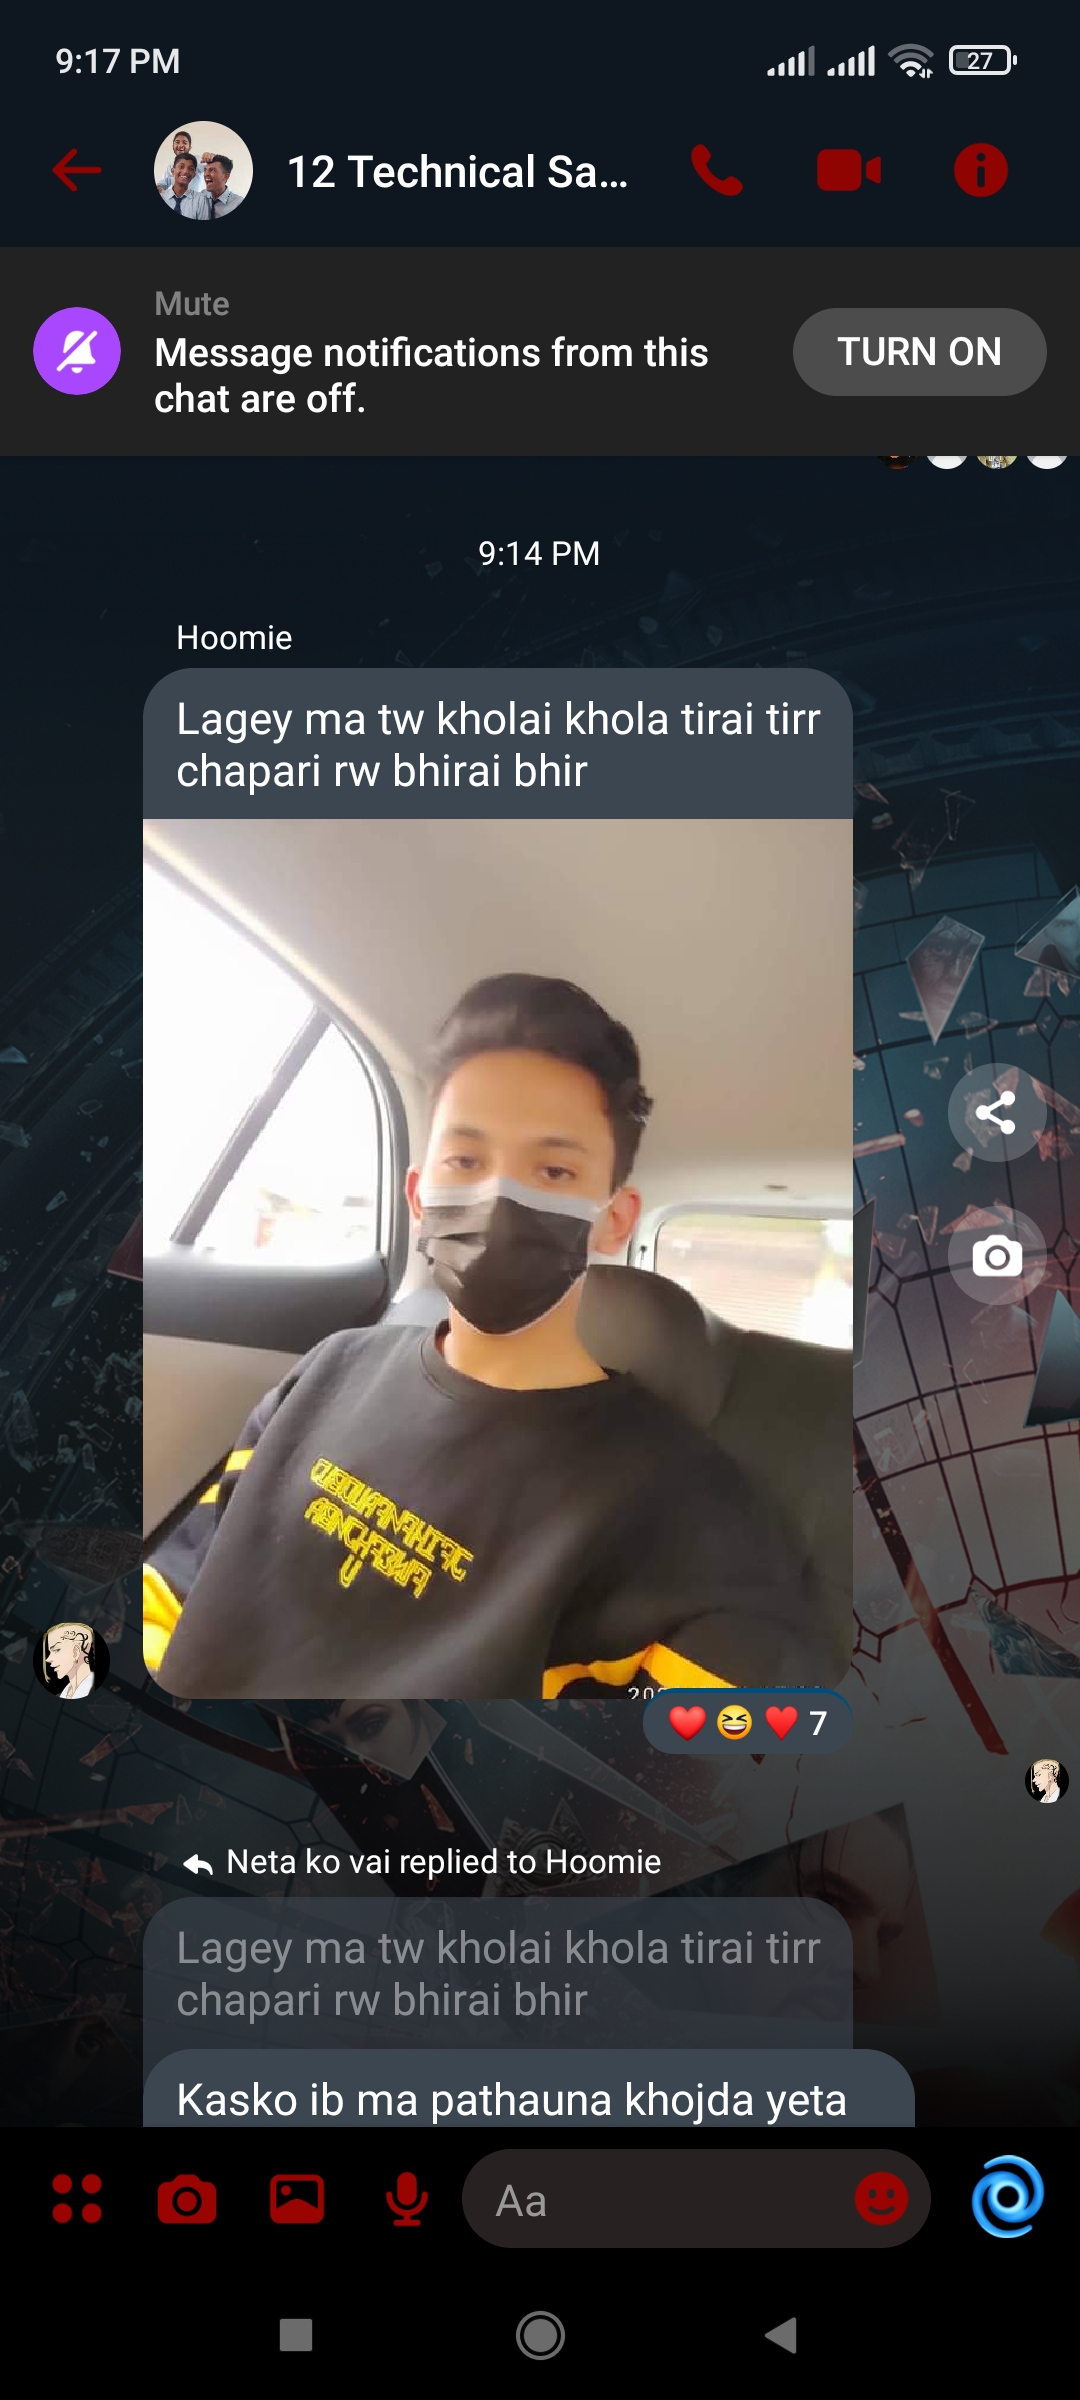 9:17 PM
27
12 Technical Sa...
Mute
Message notifications from this
chat are off.
TURN ON
9:14 PM
Hoomie
Lagey ma tw kholai khola tirai tirr
chapari rw bhirai bhir
7
Neta ko vai replied to Hoomie
Lagey ma tw kholai khola tirai tirr
chapari rw bhirai bhir
Kasko ib ma pathauna khojda yeta
Aa